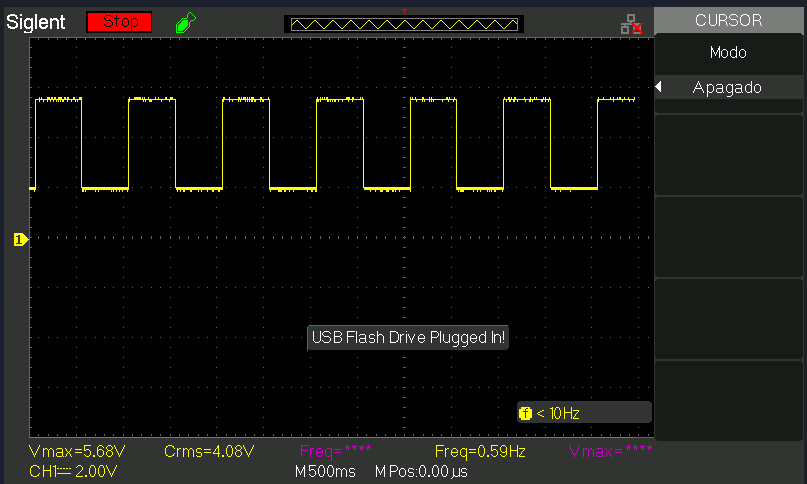 Siglent Stop T CURSOR
Modo
Apagado
1
USB Flash Drive Plugged In!
f < 10Hz
Vmax=5.68V Crms=4.08V Freq=**** Freq=0.59Hz Vmax=****
CH1 2.00V M500ms MPos:0.00µs